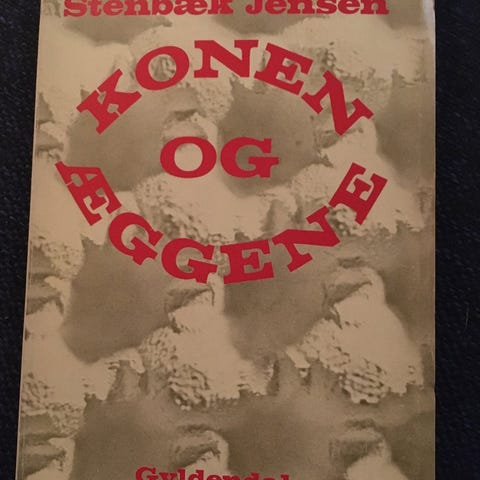 Stenbæk Jensen
KONEN
OG
ÆGGENE
Gyldendal